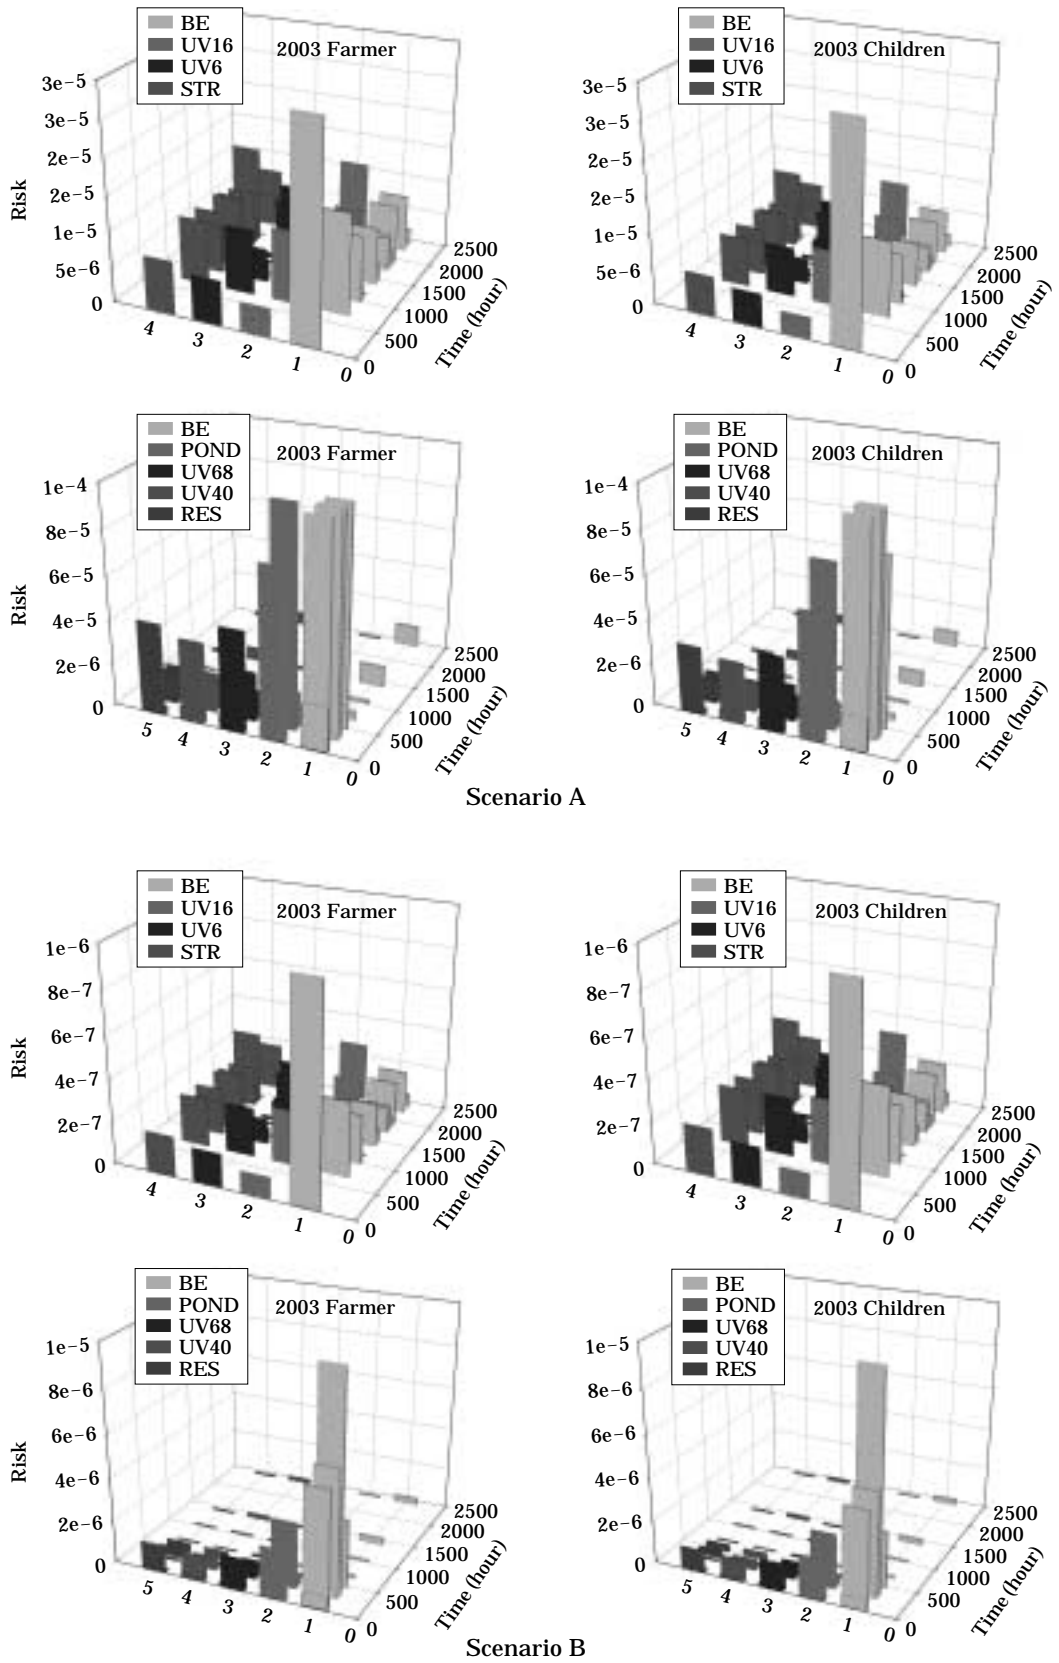 BE
UV16
UV6
STR
2003 Farmer
Risk
3e-5
3e-5
2e-5
2e-5
1e-5
5e-6
0
4
3
2
1
0
0
500
1000
1500
2000
2500
Time (hour)
BE
UV16
UV6
STR
2003 Children
3e-5
3e-5
2e-5
2e-5
1e-5
5e-6
0
4
3
2
1
0
0
500
1000
1500
2000
2500
Time (hour)
BE
POND
UV68
UV40
RES
2003 Farmer
Risk
1e-4
8e-5
6e-5
4e-5
2e-6
0
5
4
3
2
1
0
0
500
1000
1500
2000
2500
Time (hour)
BE
POND
UV68
UV40
RES
2003 Children
1e-4
8e-5
6e-5
4e-5
2e-6
0
5
4
3
2
1
0
0
500
1000
1500
2000
2500
Time (hour)
Scenario A
BE
UV16
UV6
STR
2003 Farmer
Risk
1e-6
8e-7
6e-7
4e-7
2e-7
0
4
3
2
1
0
0
500
1000
1500
2000
2500
Time (hour)
BE
UV16
UV6
STR
2003 Children
1e-6
8e-7
6e-7
4e-7
2e-7
0
4
3
2
1
0
0
500
1000
1500
2000
2500
Time (hour)
BE
POND
UV68
UV40
RES
2003 Farmer
Risk
1e-5
8e-6
6e-6
4e-6
2e-6
0
5
4
3
2
1
0
0
500
1000
1500
2000
2500
Time (hour)
BE
POND
UV68
UV40
RES
2003 Children
1e-5
8e-6
6e-6
4e-6
2e-6
0
5
4
3
2
1
0
0
500
1000
1500
2000
2500
Time (hour)
Scenario B